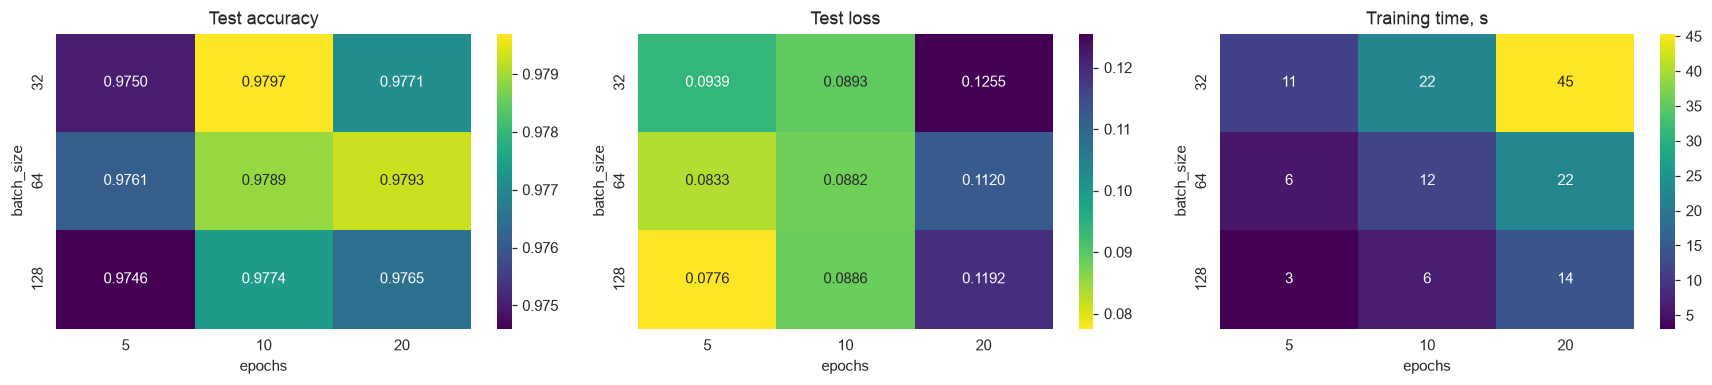 Test accuracy
0.9750 0.9797 0.9771
0.9761 0.9789 0.9793
0.9746 0.9774 0.9765
32
64
128
batch_size
5 10 20
epochs
0.979
0.978
0.977
0.976
0.975
Test loss
0.0939 0.0893 0.1255
0.0833 0.0882 0.1120
0.0776 0.0886 0.1192
32
64
128
batch_size
5 10 20
epochs
0.12
0.11
0.10
0.09
0.08
Training time, s
11 22 45
6 12 22
3 6 14
32
64
128
batch_size
5 10 20
epochs
45
40
35
30
25
20
15
10
5